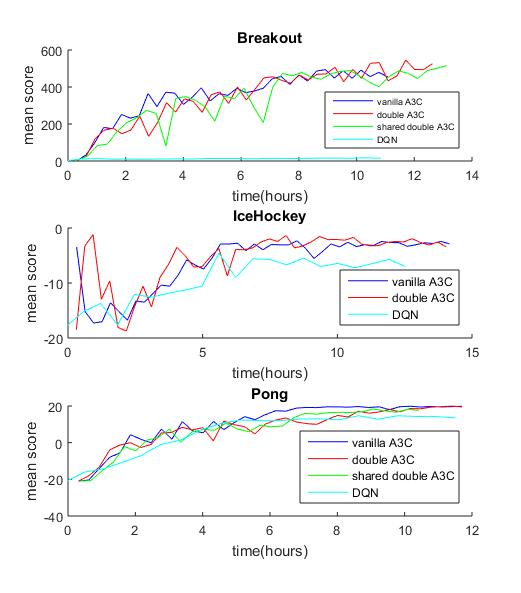 Breakout
600
400
200
0
mean score
vanilla A3C
double A3C
shared double A3C
DQN
0 2 4 6 8 10 12 14
time(hours)
IceHockey
0
-10
-20
mean score
vanilla A3C
double A3C
DQN
0 5 10 15
time(hours)
Pong
20
0
-20
-40
mean score
vanilla A3C
double A3C
shared double A3C
DQN
0 2 4 6 8 10 12
time(hours)